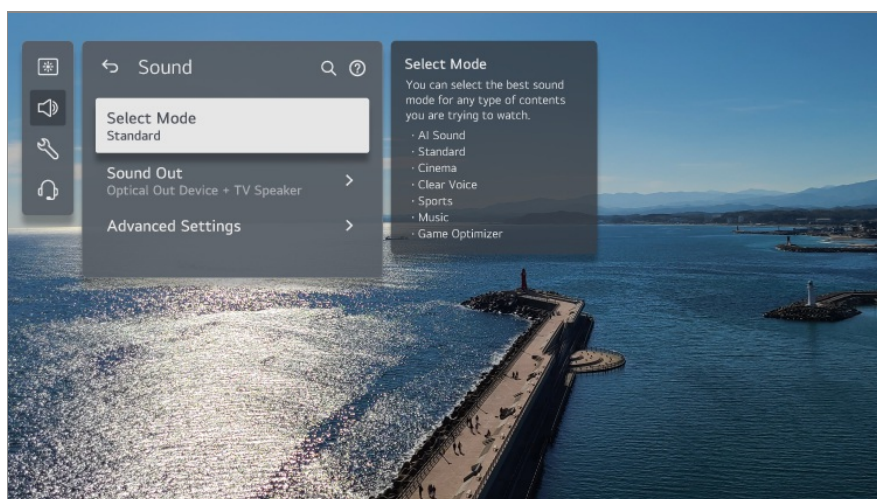 Sound
Select Mode
Standard
Sound Out
Optical Out Device + TV Speaker
Advanced Settings
Select Mode
You can select the best sound
mode for any type of contents
you are trying to watch.
· AI Sound
· Standard
· Cinema
· Clear Voice
· Sports
· Music
· Game Optimizer